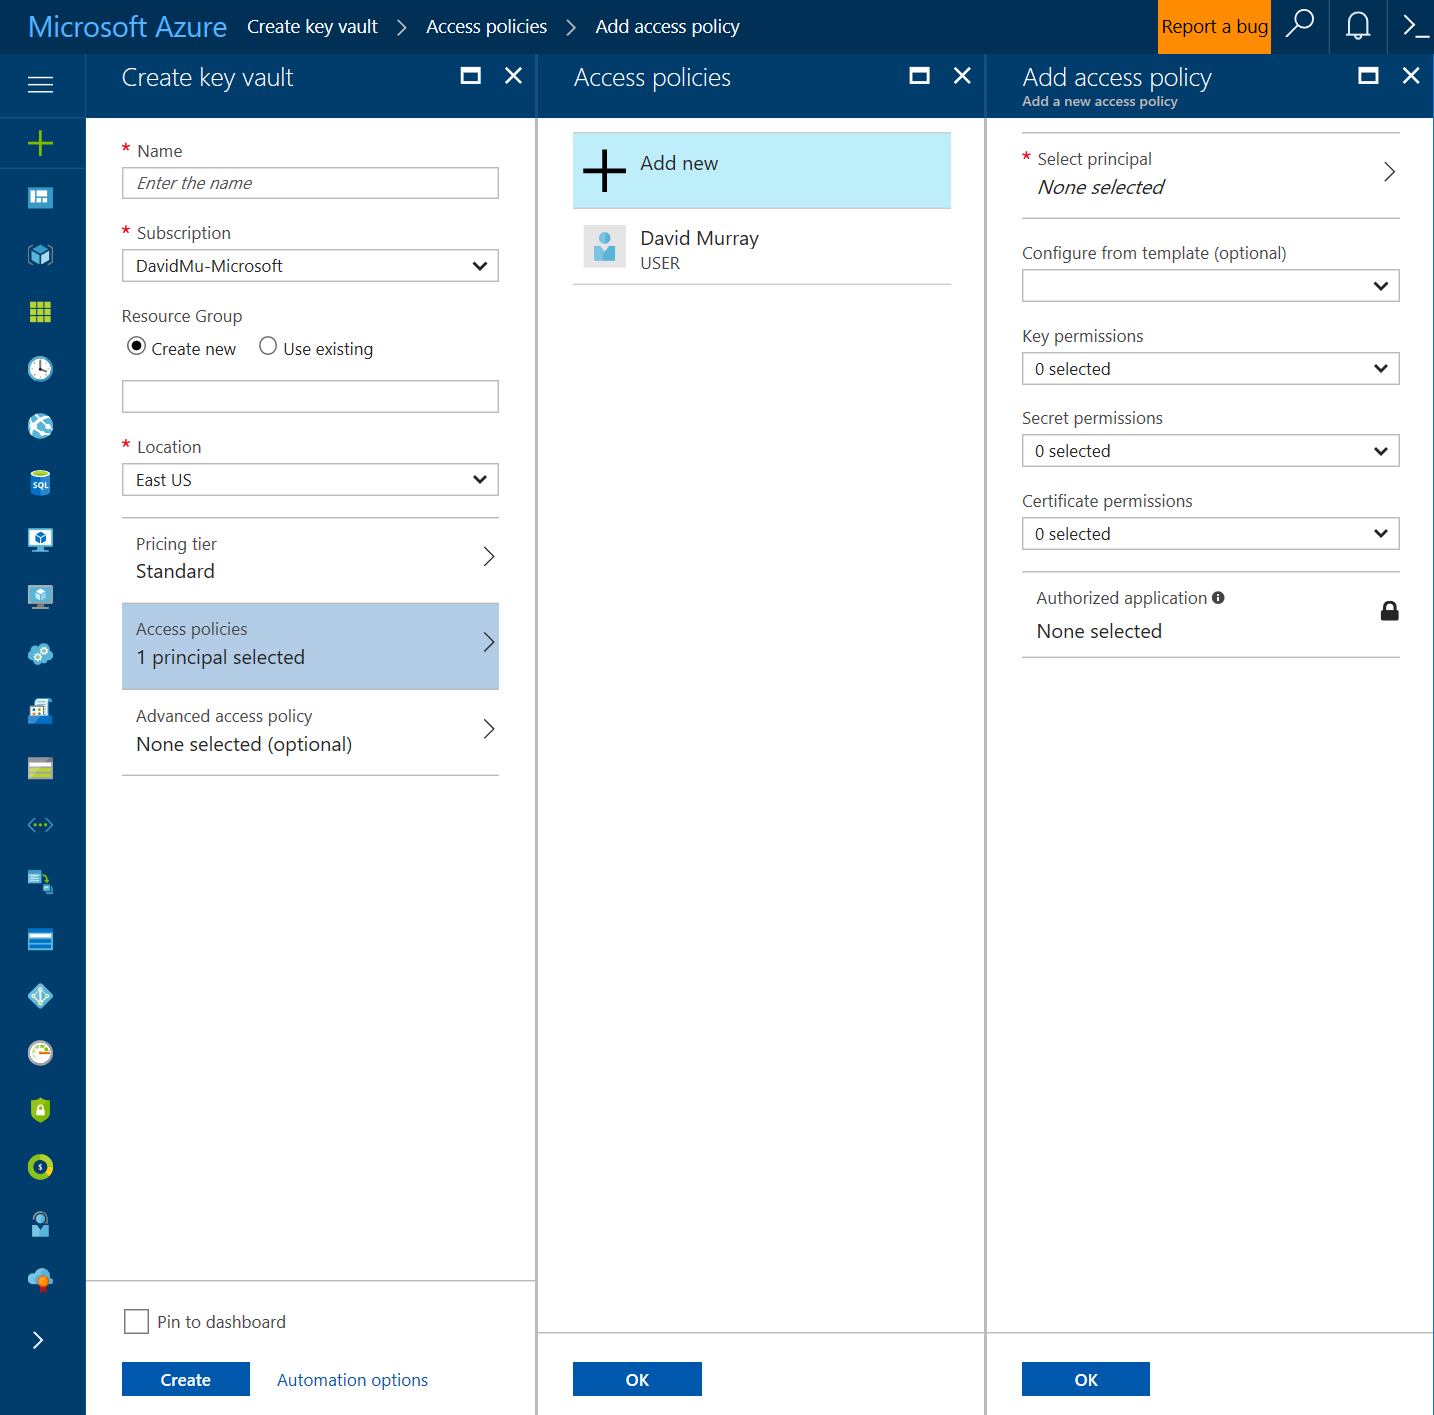 Microsoft Azure Create key vault > Access policies > Add access policy Report a bug
Create key vault
* Name
Enter the name
* Subscription
DavidMu-Microsoft
Resource Group
Create new Use existing
* Location
East US
Pricing tier
Standard
Access policies
1 principal selected
Advanced access policy
None selected (optional)
Pin to dashboard
Create Automation options
Access policies
Add new
David Murray
USER
OK
Add access policy
Add a new access policy
* Select principal
None selected
Configure from template (optional)
Key permissions
0 selected
Secret permissions
0 selected
Certificate permissions
0 selected
Authorized application
None selected
OK
SQL